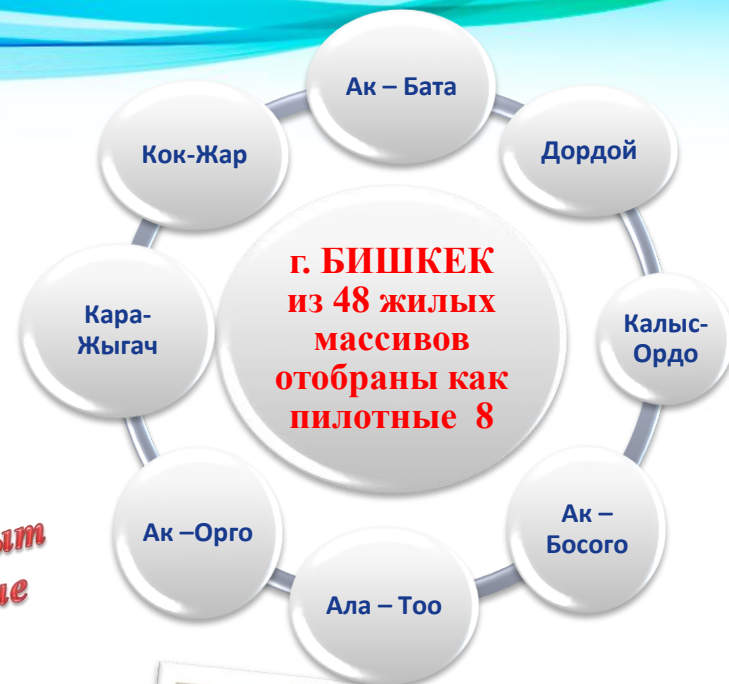 Ак – Бата
Дордой
Калыс-
Ордо
Ак –
Босого
Ала – Тоо
Ак –Орго
Кара-
Жыгач
Кок-Жар
г. БИШКЕК
из 48 жилых
массивов
отобраны как
пилотные 8